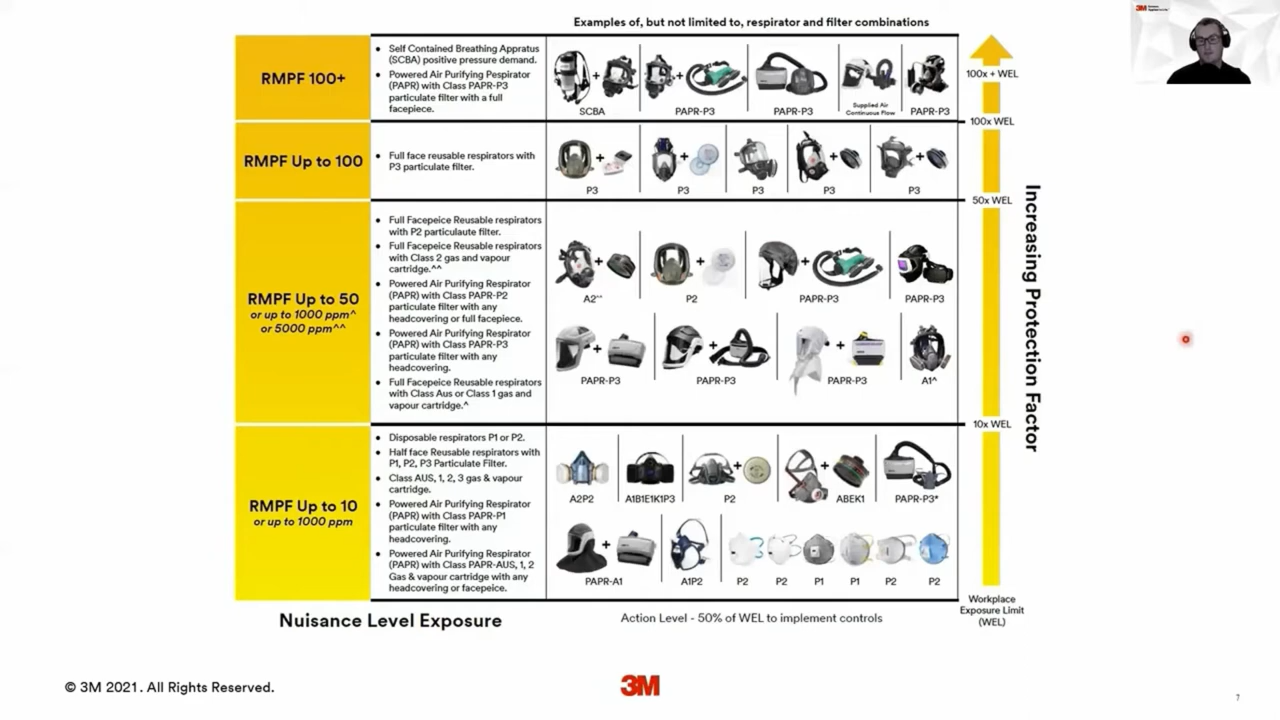 Examples of, but not limited to, respirator and filter combinations
RMPF 100+
• Self Contained Breathing Appratus
(SCBA) positive pressure demand.
• Powered Air Purifying Pespirator
(PAPR) with Class PAPR-P3
particulate filter with a full
facepiece.
SCBA
PAPR-P3
PAPR-P3
Supplied Air
Continuous Flow
PAPR-P3
100x + WEL
100x WEL
RMPF Up to 100
• Full face reusable respirators with
P3 particulate filter.
P3
P3
P3
P3
P3
50x WEL
RMPF Up to 50
or up to 1000 ppm^
or 5000 ppm^^
• Full Facepeice Reusable respirators
with P2 particulaute filter.
• Full Facepeice Reusable respirators
with Class 2 gas and vapour
cartridge.^^
• Powered Air Purifying Respirator
(PAPR) with Class PAPR-P2
particulate filter with any
headcovering or full facepiece.
• Powered Air Purifying Respirator
(PAPR) with Class PAPR-P3
particulate filter with any
headcovering.
• Full Facepeice Reusable respirators
with Class Aus or Class 1 gas and
vapour cartridge.^
A2^^
P2
PAPR-P3
PAPR-P3
PAPR-P3
PAPR-P3
PAPR-P3
A1^
10x WEL
RMPF Up to 10
or up to 1000 ppm
• Disposable respirators P1 or P2.
• Half face Reusable respirators with
P1, P2, P3 Particulate Filter.
• Class AUS, 1, 2, 3 gas & vapour
cartridge.
• Powered Air Purifying Respirator
(PAPR) with Class PAPR-P1
particulate filter with any
headcovering.
• Powered Air Purifying Respirator
(PAPR) with Class PAPR-AUS, 1, 2
Gas & vapour cartridge with any
headcovering or facepeice.
A2P2
A1B1E1K1P3
P2
ABEK1
PAPR-P3*
PAPR-A1
A1P2
P2
P2
P1
P1
P2
P2
Increasing Protection Factor
Workplace
Exposure Limit
(WEL)
Nuisance Level Exposure
Action Level - 50% of WEL to implement controls
© 3M 2021. All Rights Reserved.
3M
7
3M